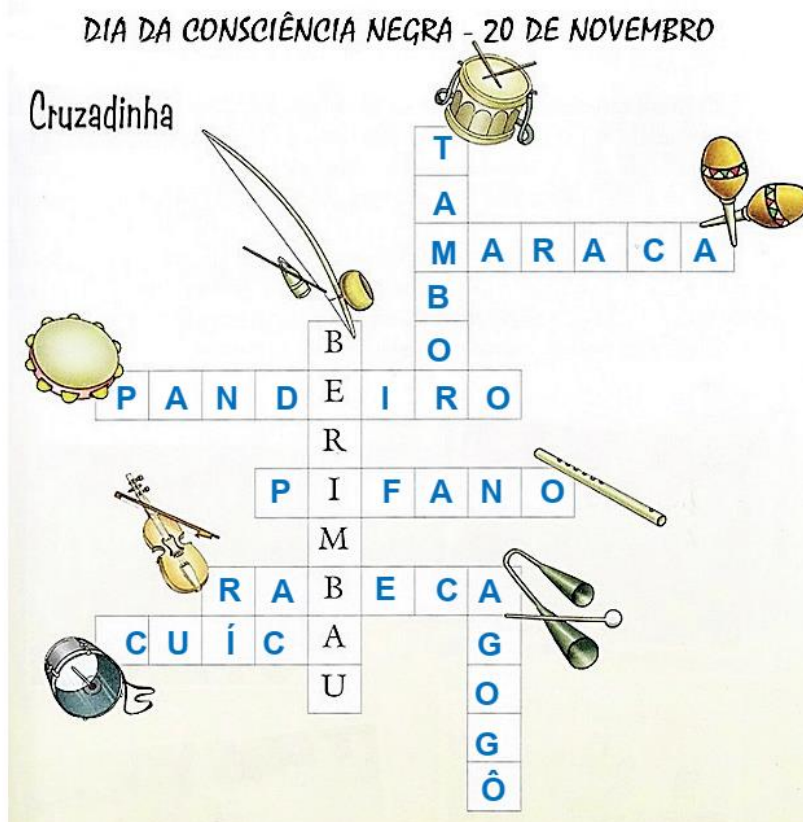 DIA DA CONSCIÊNCIA NEGRA - 20 DE NOVEMBRO
Cruzadinha
T
A
M A R A C A
B
B O
P A N D E I R O
R
P I F A N O
M
R A B E C A
C U Í C A G
U O
G
Ô